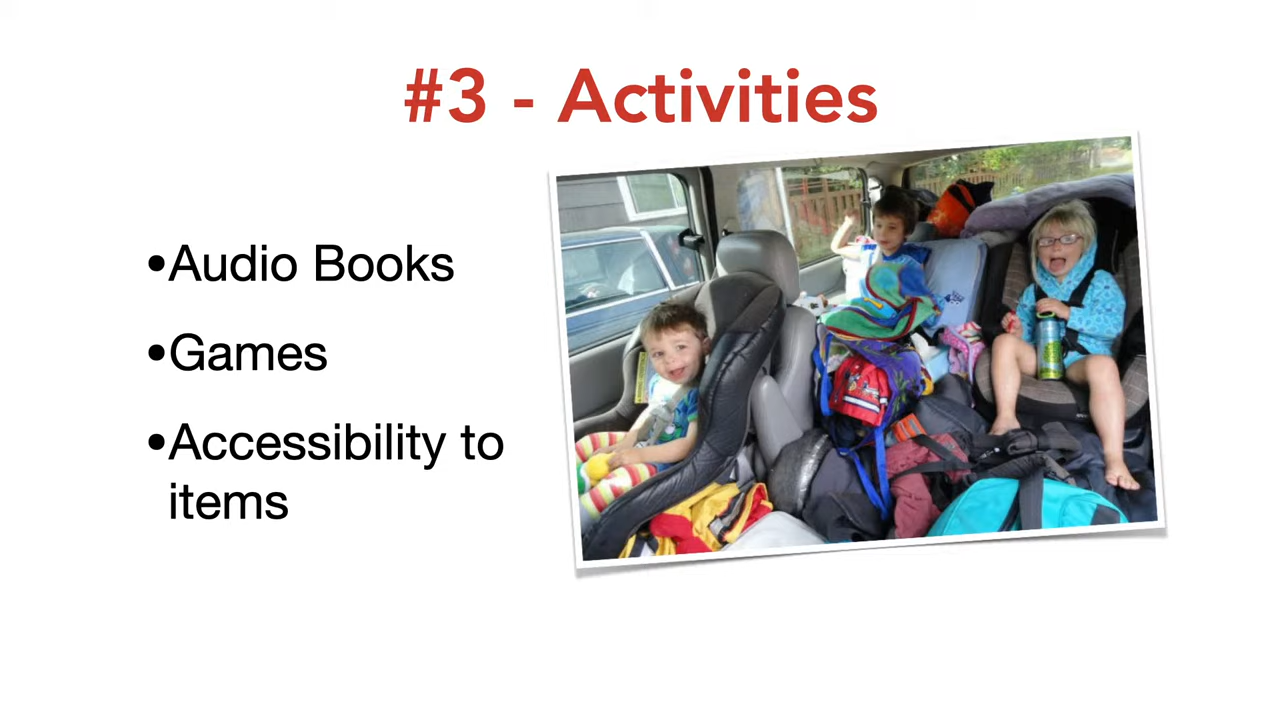 #3 - Activities
•Audio Books
•Games
•Accessibility to
items